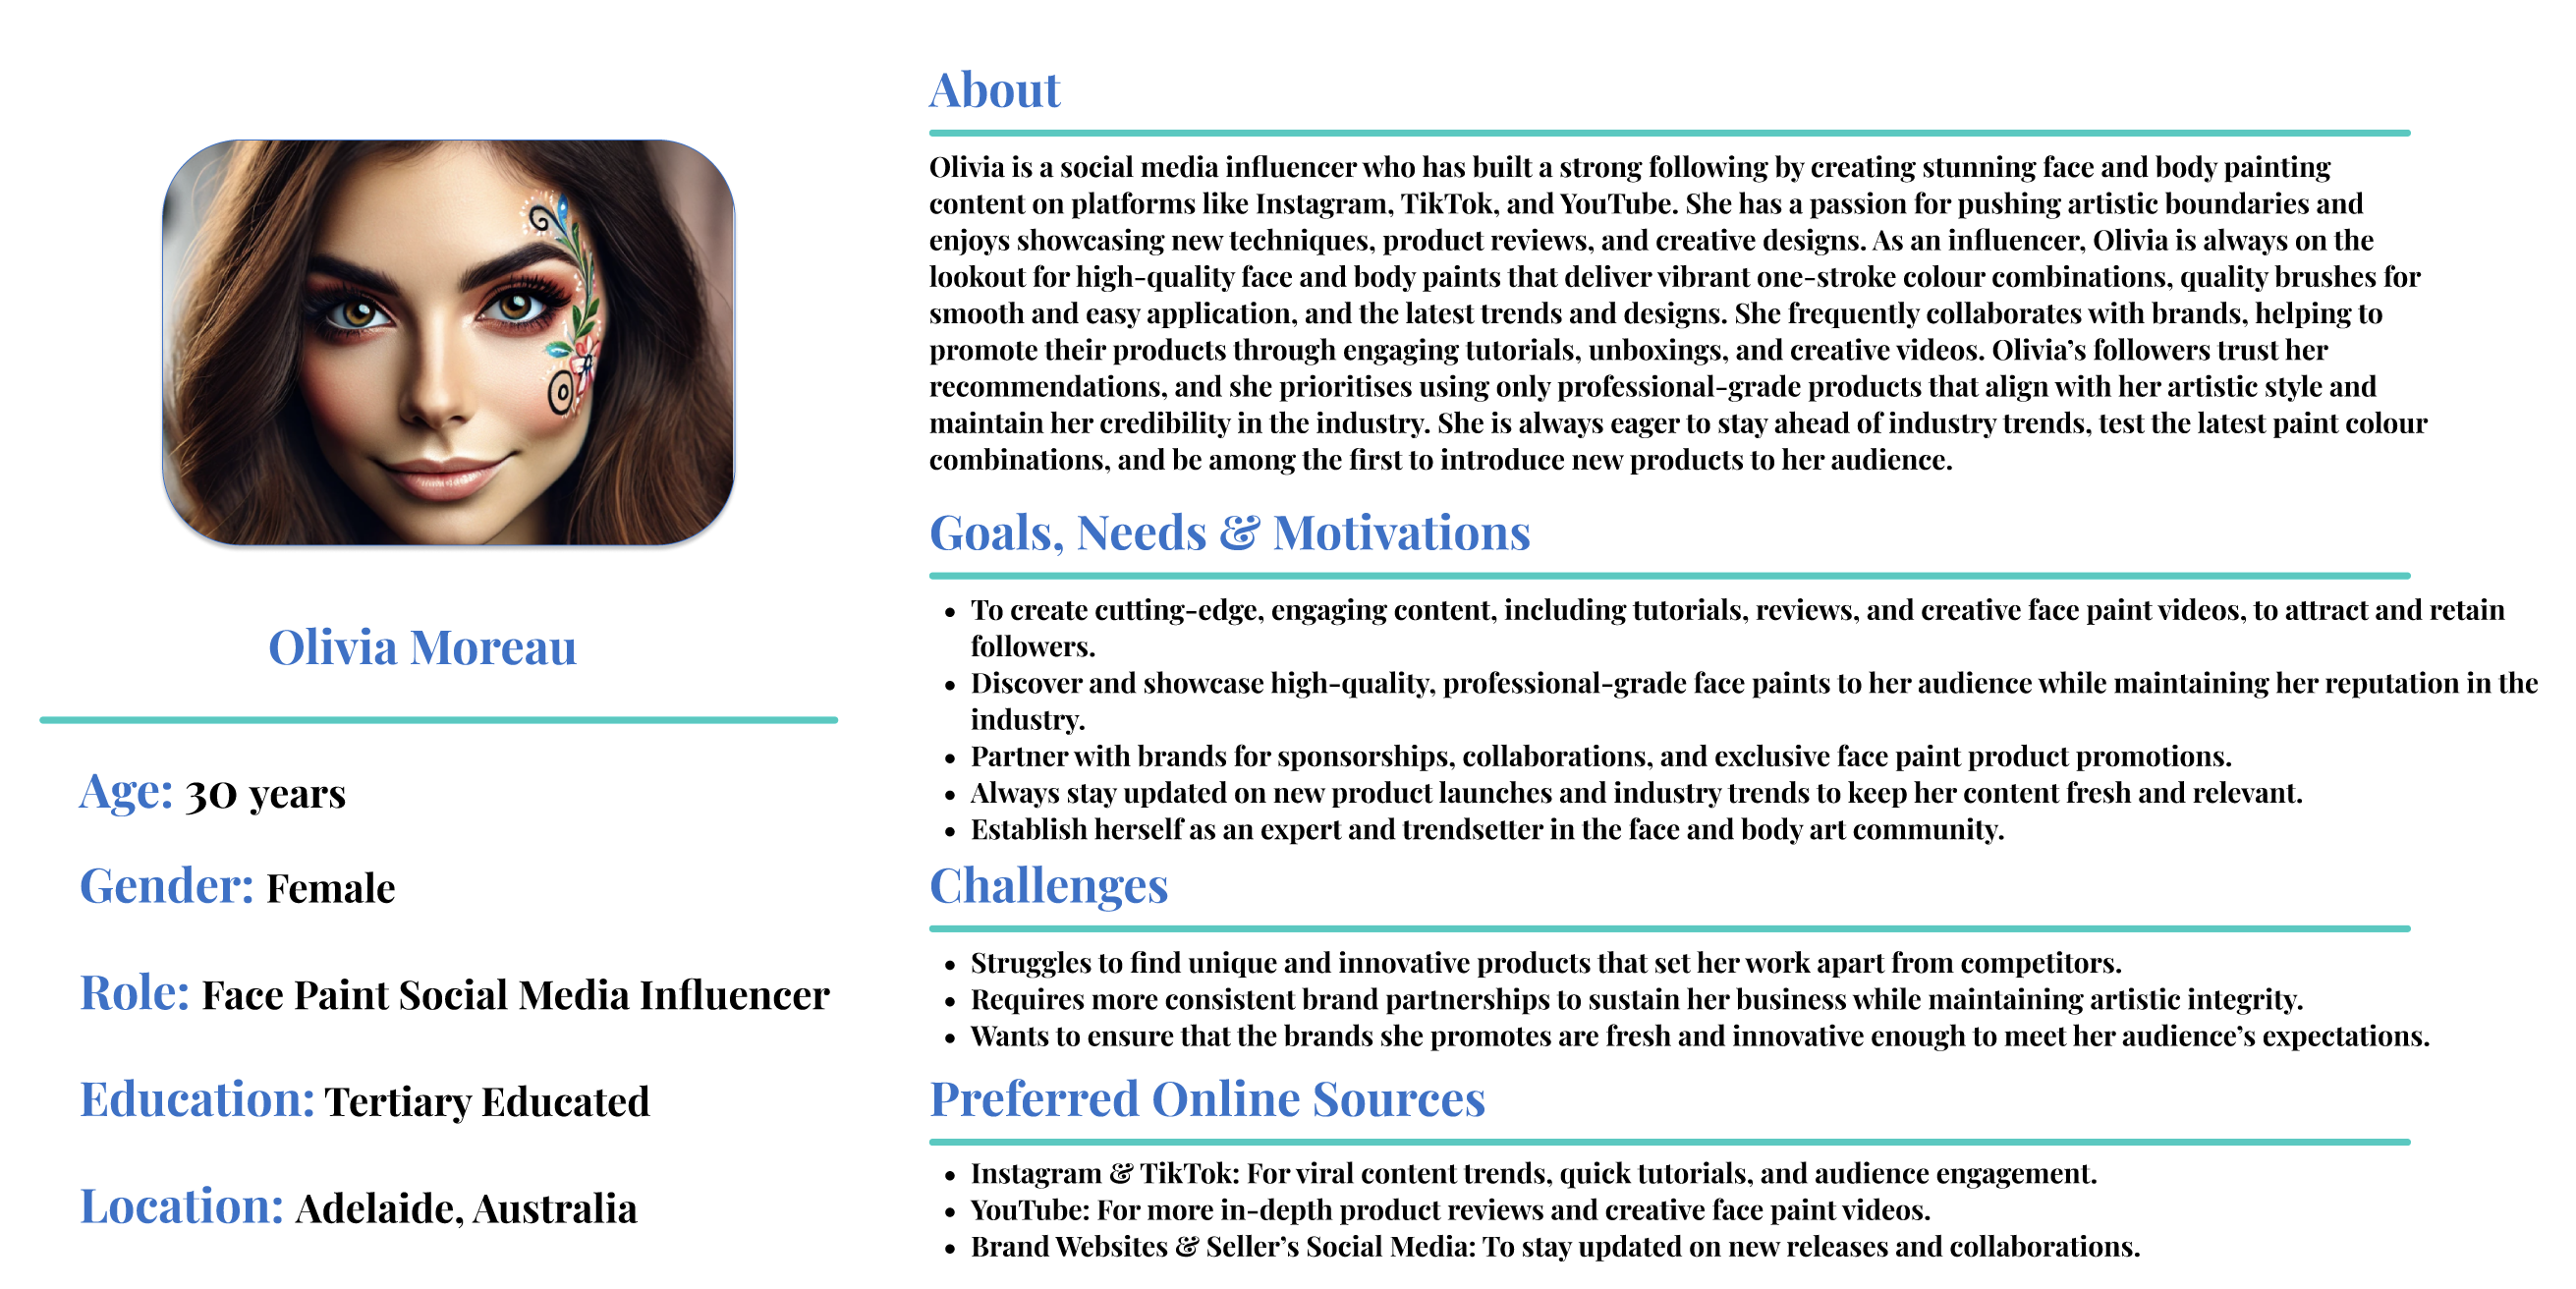 Olivia Moreau
Age: 30 years
Gender: Female
Role: Face Paint Social Media Influencer
Education: Tertiary Educated
Location: Adelaide, Australia
About
Olivia is a social media influencer who has built a strong following by creating stunning face and body painting
content on platforms like Instagram, TikTok, and YouTube. She has a passion for pushing artistic boundaries and
enjoys showcasing new techniques, product reviews, and creative designs. As an influencer, Olivia is always on the
lookout for high-quality face and body paints that deliver vibrant one-stroke colour combinations, quality brushes for
smooth and easy application, and the latest trends and designs. She frequently collaborates with brands, helping to
promote their products through engaging tutorials, unboxings, and creative videos. Olivia’s followers trust her
recommendations, and she prioritises using only professional-grade products that align with her artistic style and
maintain her credibility in the industry. She is always eager to stay ahead of industry trends, test the latest paint colour
combinations, and be among the first to introduce new products to her audience.
Goals, Needs & Motivations
• To create cutting-edge, engaging content, including tutorials, reviews, and creative face paint videos, to attract and retain
followers.
• Discover and showcase high-quality, professional-grade face paints to her audience while maintaining her reputation in the
industry.
• Partner with brands for sponsorships, collaborations, and exclusive face paint product promotions.
• Always stay updated on new product launches and industry trends to keep her content fresh and relevant.
• Establish herself as an expert and trendsetter in the face and body art community.
Challenges
• Struggles to find unique and innovative products that set her work apart from competitors.
• Requires more consistent brand partnerships to sustain her business while maintaining artistic integrity.
• Wants to ensure that the brands she promotes are fresh and innovative enough to meet her audience’s expectations.
Preferred Online Sources
• Instagram & TikTok: For viral content trends, quick tutorials, and audience engagement.
• YouTube: For more in-depth product reviews and creative face paint videos.
• Brand Websites & Seller’s Social Media: To stay updated on new releases and collaborations.